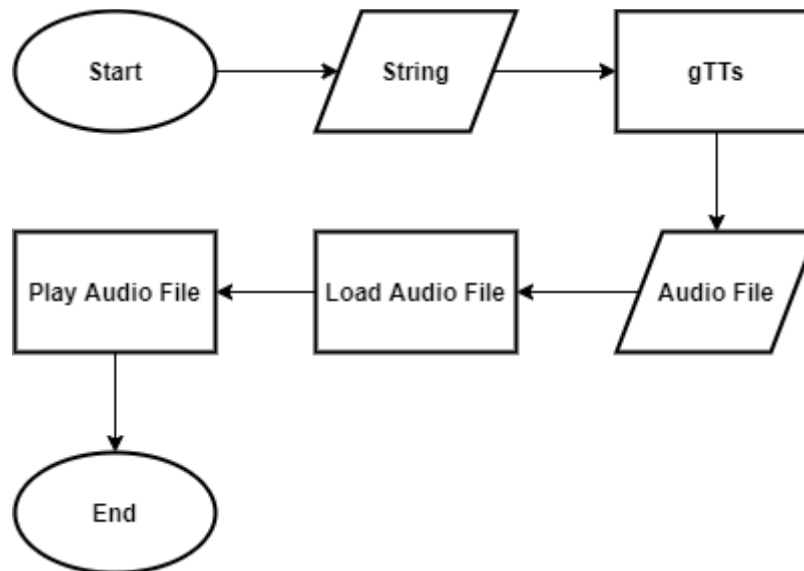 Start
String
gTTs
Play Audio File
Load Audio File
Audio File
End